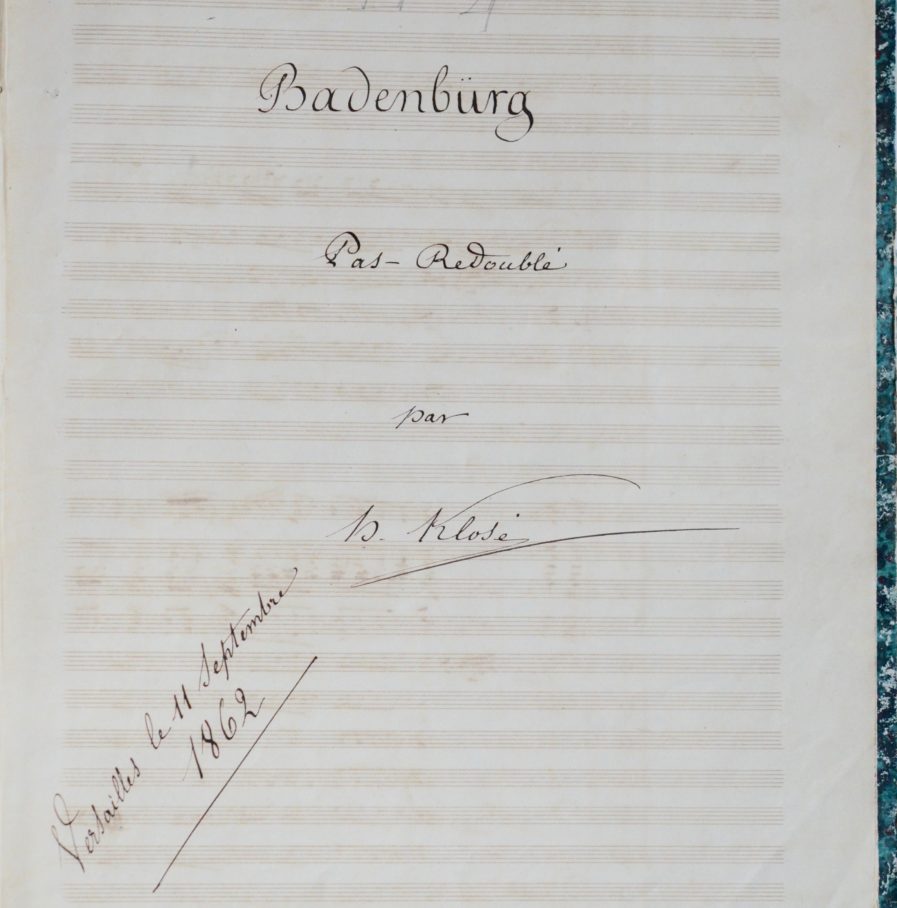 Badenbürg
Pas-Redoublé
par
H. Klosé
Versailles le 11 Septembre
1862